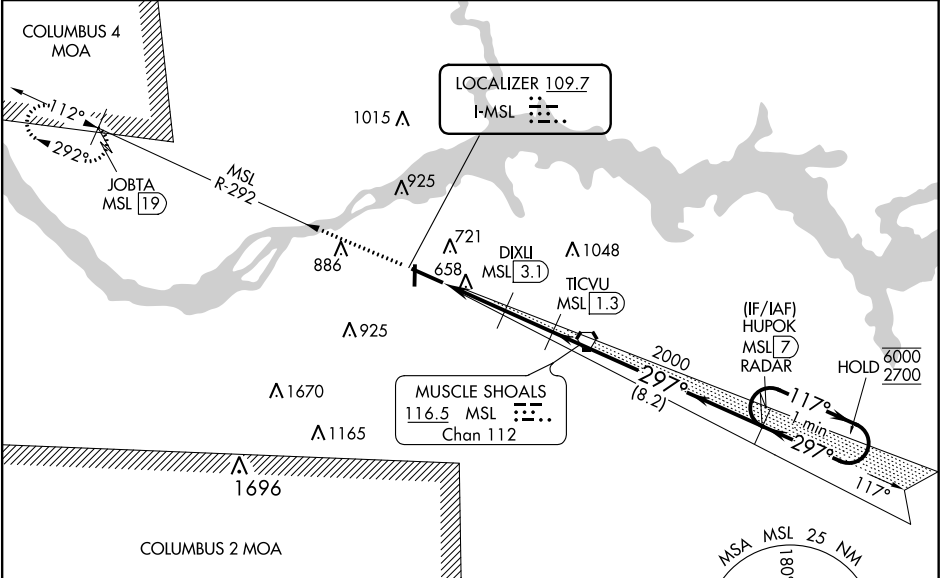 COLUMBUS 4
MOA
LOCALIZER 109.7
I-MSL
1015
112°
292°
JOBTA
MSL 19
MSL
R-292
925
721
1048
658
886
DIXLI
MSL 3.1
TICVU
MSL 1.3
(IF/IAF)
HUPOK
MSL 7
RADAR
HOLD 6000
2700
925
2000
297°
(8.2)
117°
1 min
297°
117°
MUSCLE SHOALS
116.5 MSL
Chan 112
1670
1165
1696
COLUMBUS 2 MOA
MSA MSL 25 NM
180°